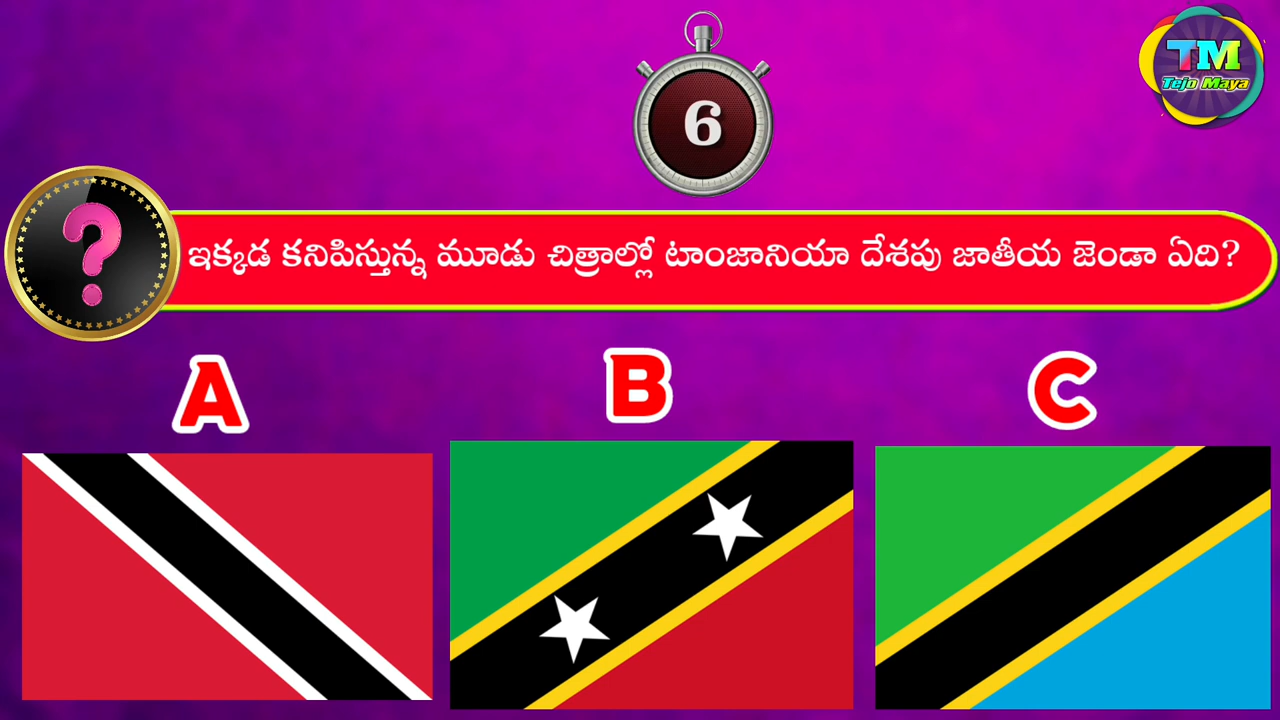 6
TM
Tejo Maya
?
ఇక్కడ కనిపిస్తున్న మూడు చిత్రాల్లో టాంజానియా దేశపు జాతీయ జెండా ఏది?
A
B
C